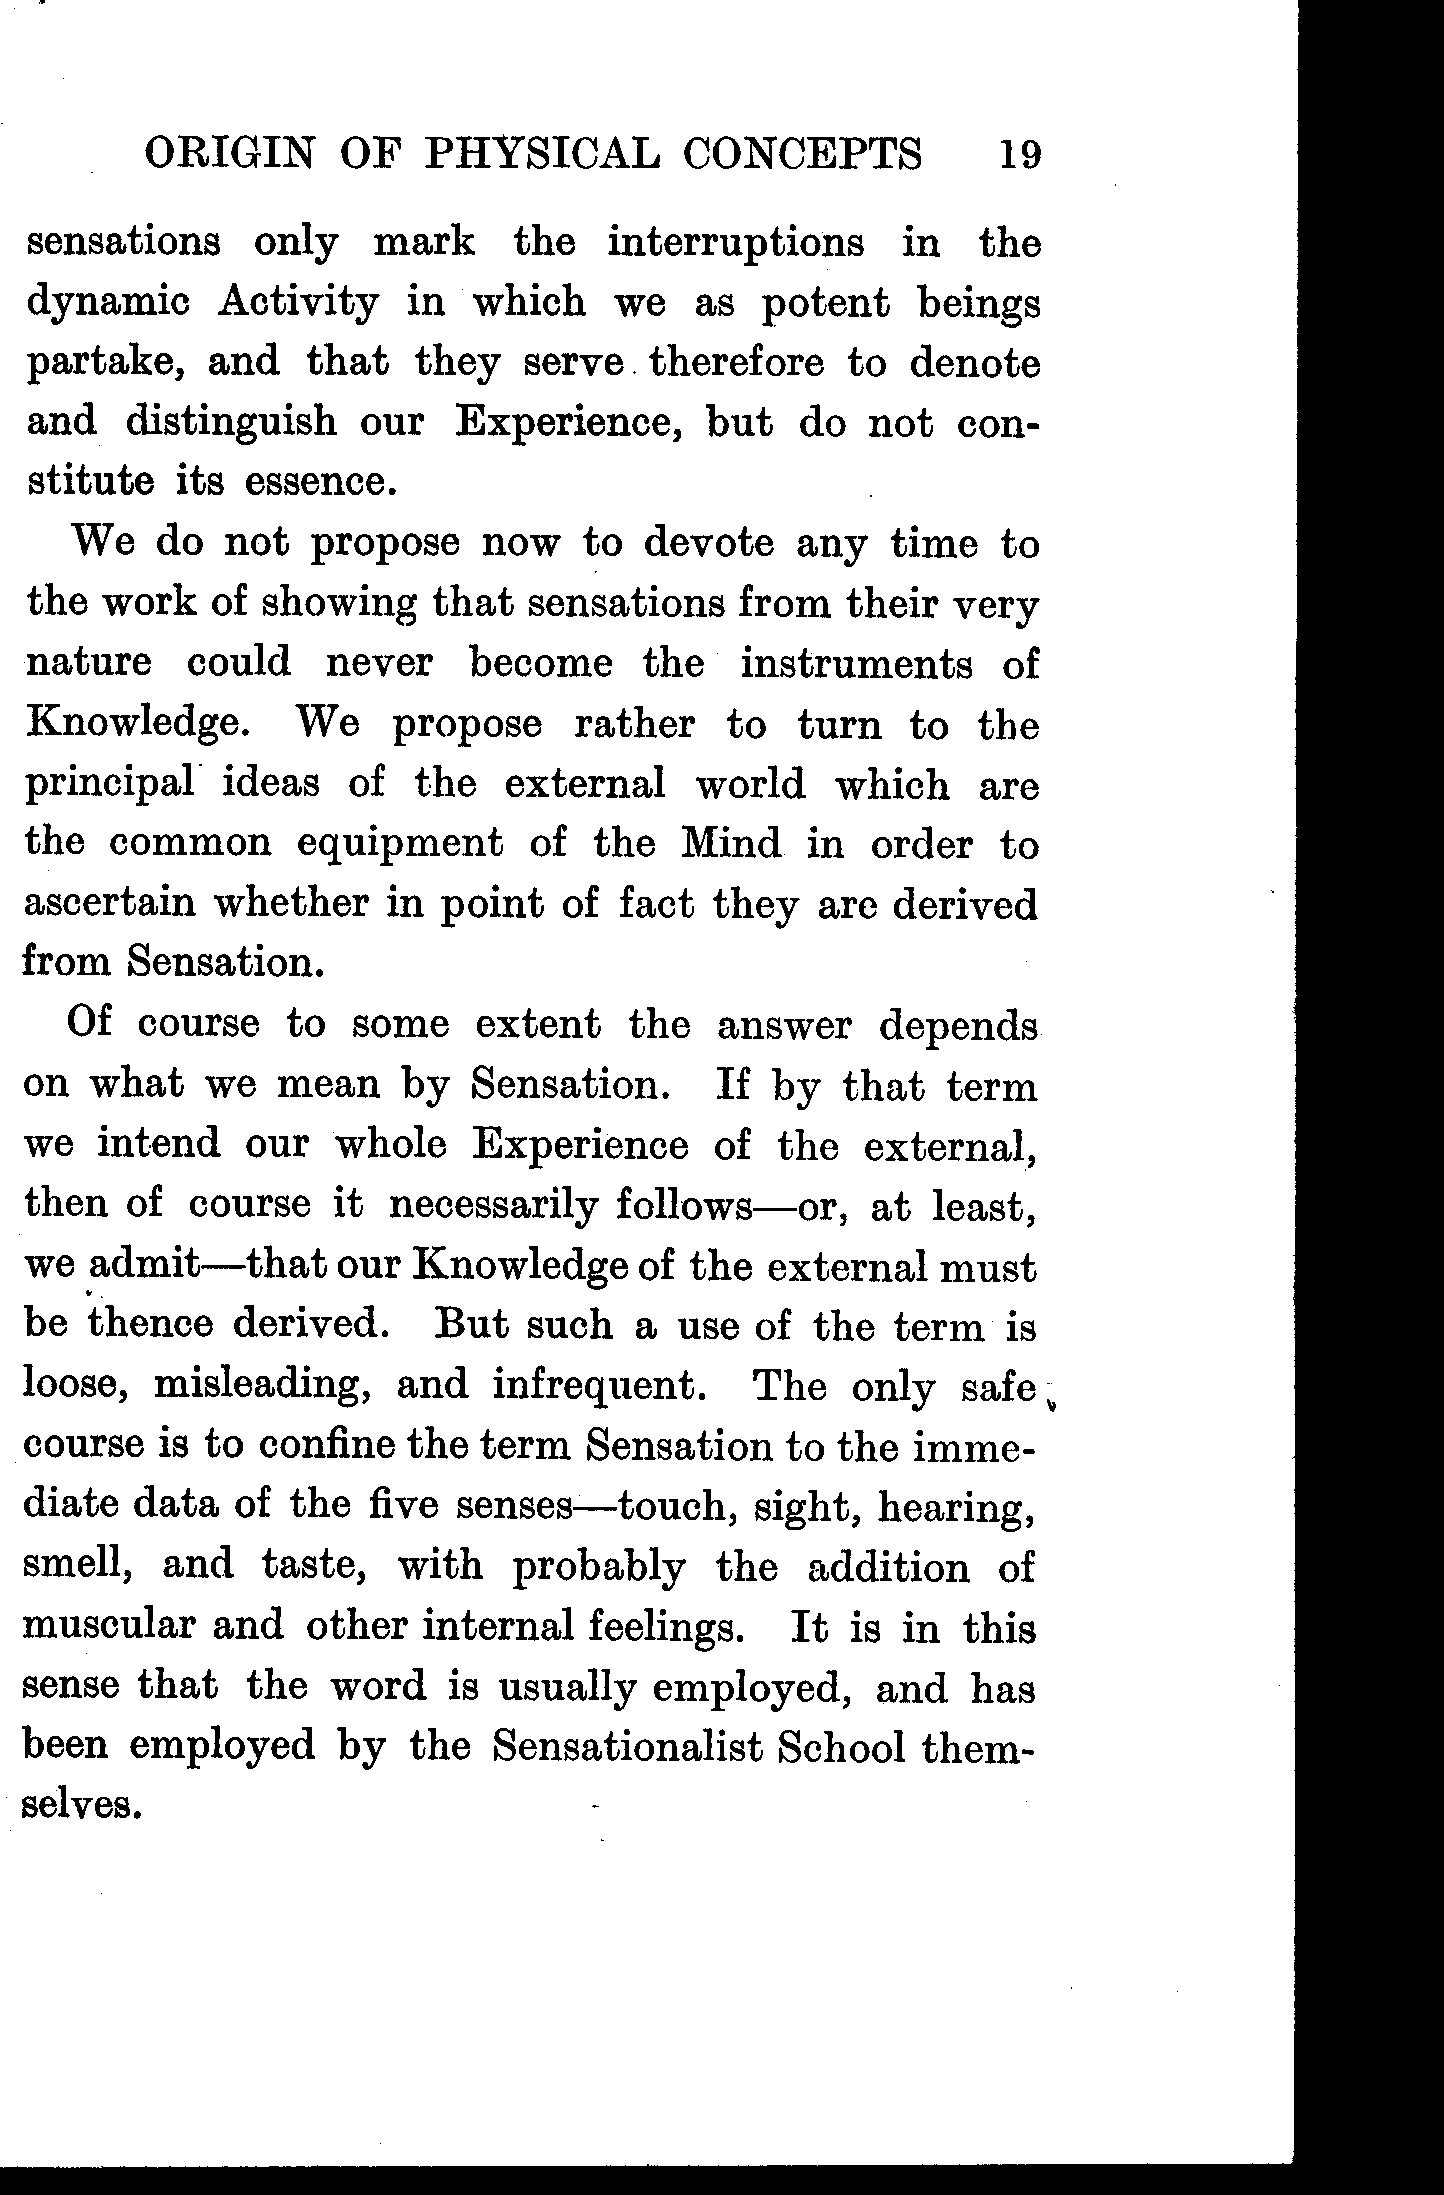 ORIGIN OF PHYSICAL CONCEPTS 19
sensations only mark the interruptions in the
dynamic Activity in which we as potent beings
partake, and that they serve therefore to denote
and distinguish our Experience, but do not con-
stitute its essence.
We do not propose now to devote any time to
the work of showing that sensations from their very
nature could never become the instruments of
Knowledge. We propose rather to turn to the
principal ideas of the external world which are
the common equipment of the Mind in order to
ascertain whether in point of fact they are derived
from Sensation.
Of course to some extent the answer depends
on what we mean by Sensation. If by that term
we intend our whole Experience of the external,
then of course it necessarily follows—or, at least,
we admit—that our Knowledge of the external must
be thence derived. But such a use of the term is
loose, misleading, and infrequent. The only safe
course is to confine the term Sensation to the imme-
diate data of the five senses—touch, sight, hearing,
smell, and taste, with probably the addition of
muscular and other internal feelings. It is in this
sense that the word is usually employed, and has
been employed by the Sensationalist School them-
selves.